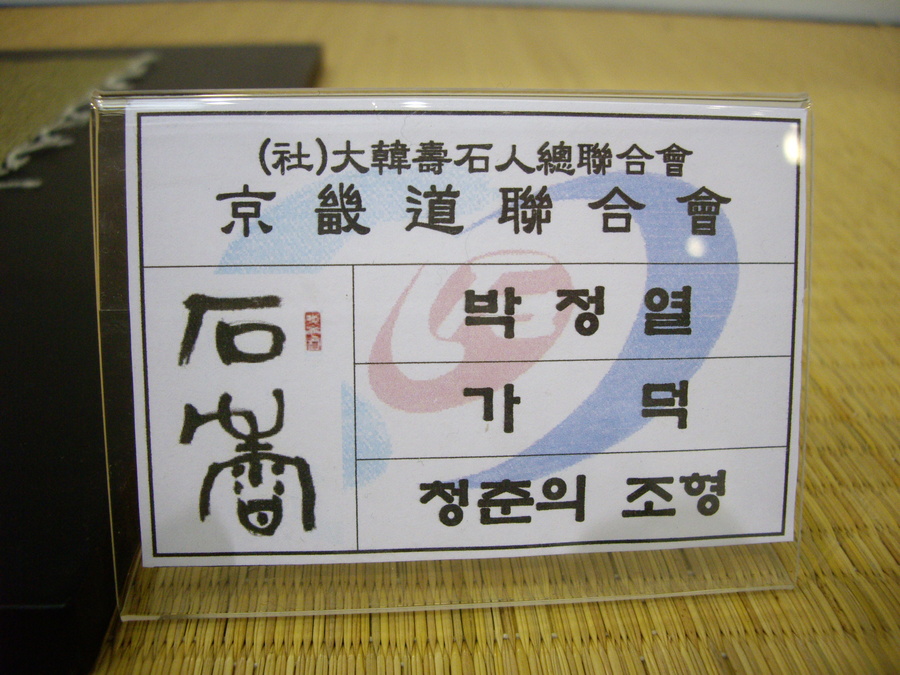 (社)大韓壽石人總聯合會
京畿道聯合會
石
박정열
가덕
청춘의 조형